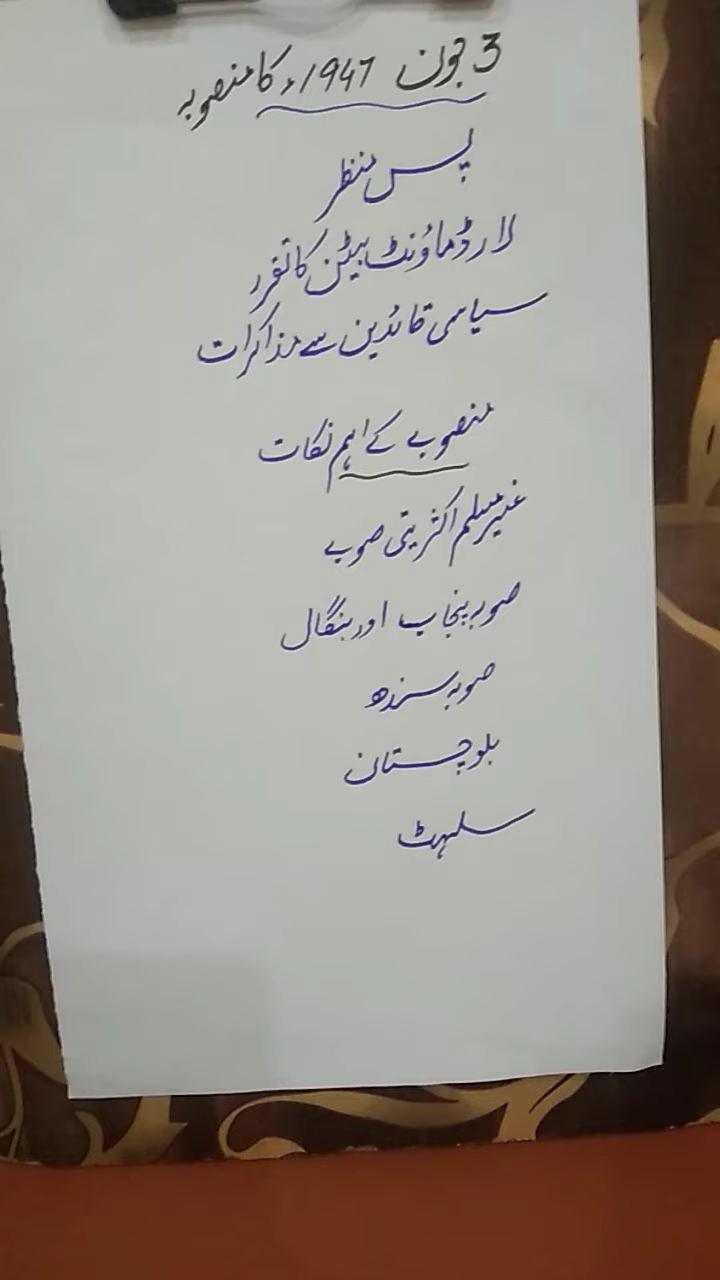 3 جون 1947ء کا منصوبہ
پس منظر
لارڈ ماؤنٹ بیٹن کا تقرر
سیاسی قائدین سے مذاکرات
منصوبے کے اہم نکات
غیر مسلم اکثریتی صوبے
صوبہ پنجاب اور بنگال
صوبہ سندھ
بلوچستان
سلہٹ